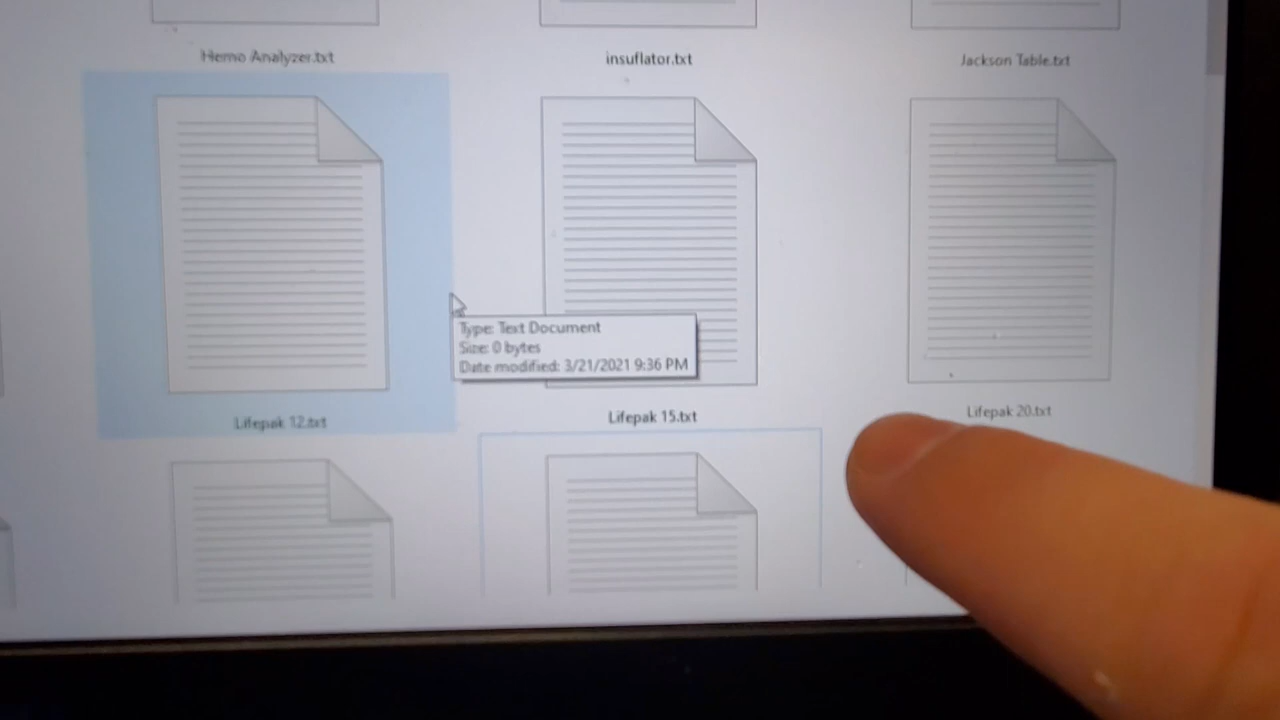 Hemo Analyzer.txt
insuflator.txt
Jackson Table.txt
Type: Text Document
Size: 0 bytes
Date modified: 3/21/2021 9:36 PM
Lifepak 12.txt
Lifepak 15.txt
Lifepak 20.txt